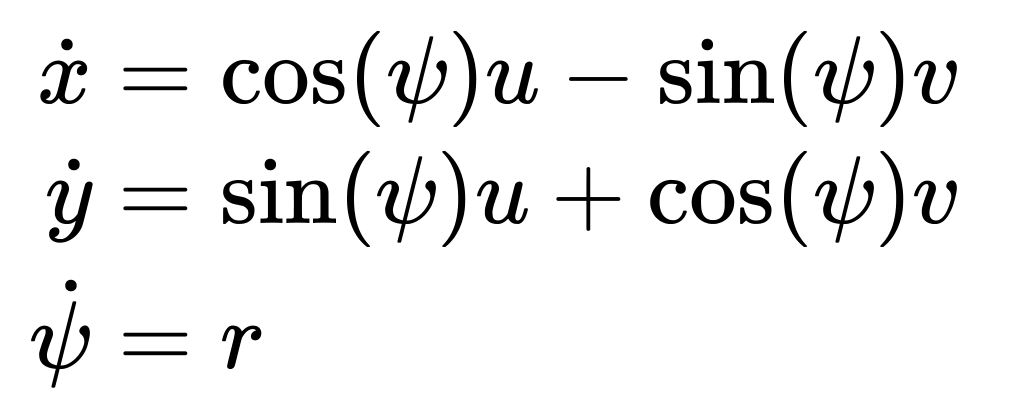 ẋ = cos(ψ)u − sin(ψ)v
ẏ = sin(ψ)u + cos(ψ)v
ψ̇ = r